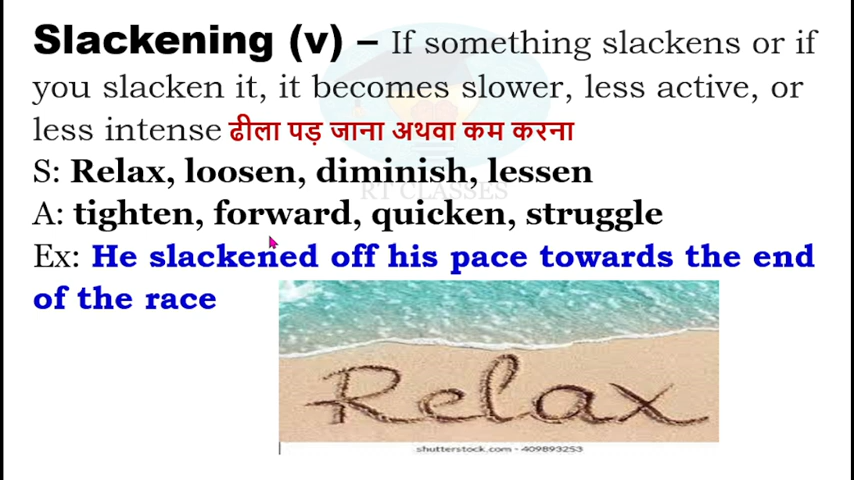 Slackening (v) – If something slackens or if
you slacken it, it becomes slower, less active, or
less intense ढीला पड़ जाना अथवा कम करना
S: Relax, loosen, diminish, lessen
RT CLASSES
A: tighten, forward, quicken, struggle
Ex: He slackened off his pace towards the end
of the race
Relax
shutterstock.com - 409893253